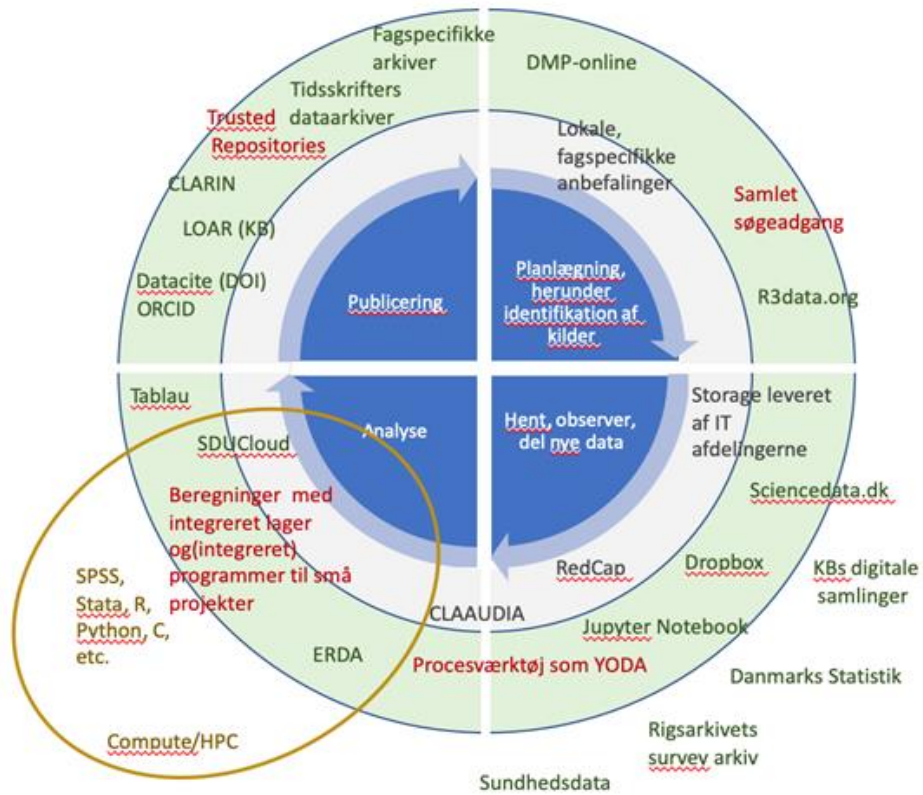 Fagspecifikke
arkiver
Tidsskrifters
dataarkiver
Trusted
Repositories
CLARIN
LOAR (KB)
Datacite (DOI)
ORCID
Publicering
DMP-online
Lokale,
fagspecifikke
anbefalinger
Samlet
søgeadgang
R3data.org
Planlægning,
herunder
identifikation af
kilder
Storage leveret
af IT
afdelingerne
Hent, observer,
del nye data
Sciencedata.dk
Dropbox
KBs digitale
samlinger
RedCap
Jupyter Notebook
Procesværktøj som YODA
Danmarks Statistik
Rigsarkivets
survey arkiv
Sundhedsdata
Tablau
Analyse
SDUCloud
Beregninger med
integreret lager
og(integreret)
programmer til små
projekter
SPSS,
Stata, R,
Python, C,
etc.
CLAAUDIA
ERDA
Compute/HPC